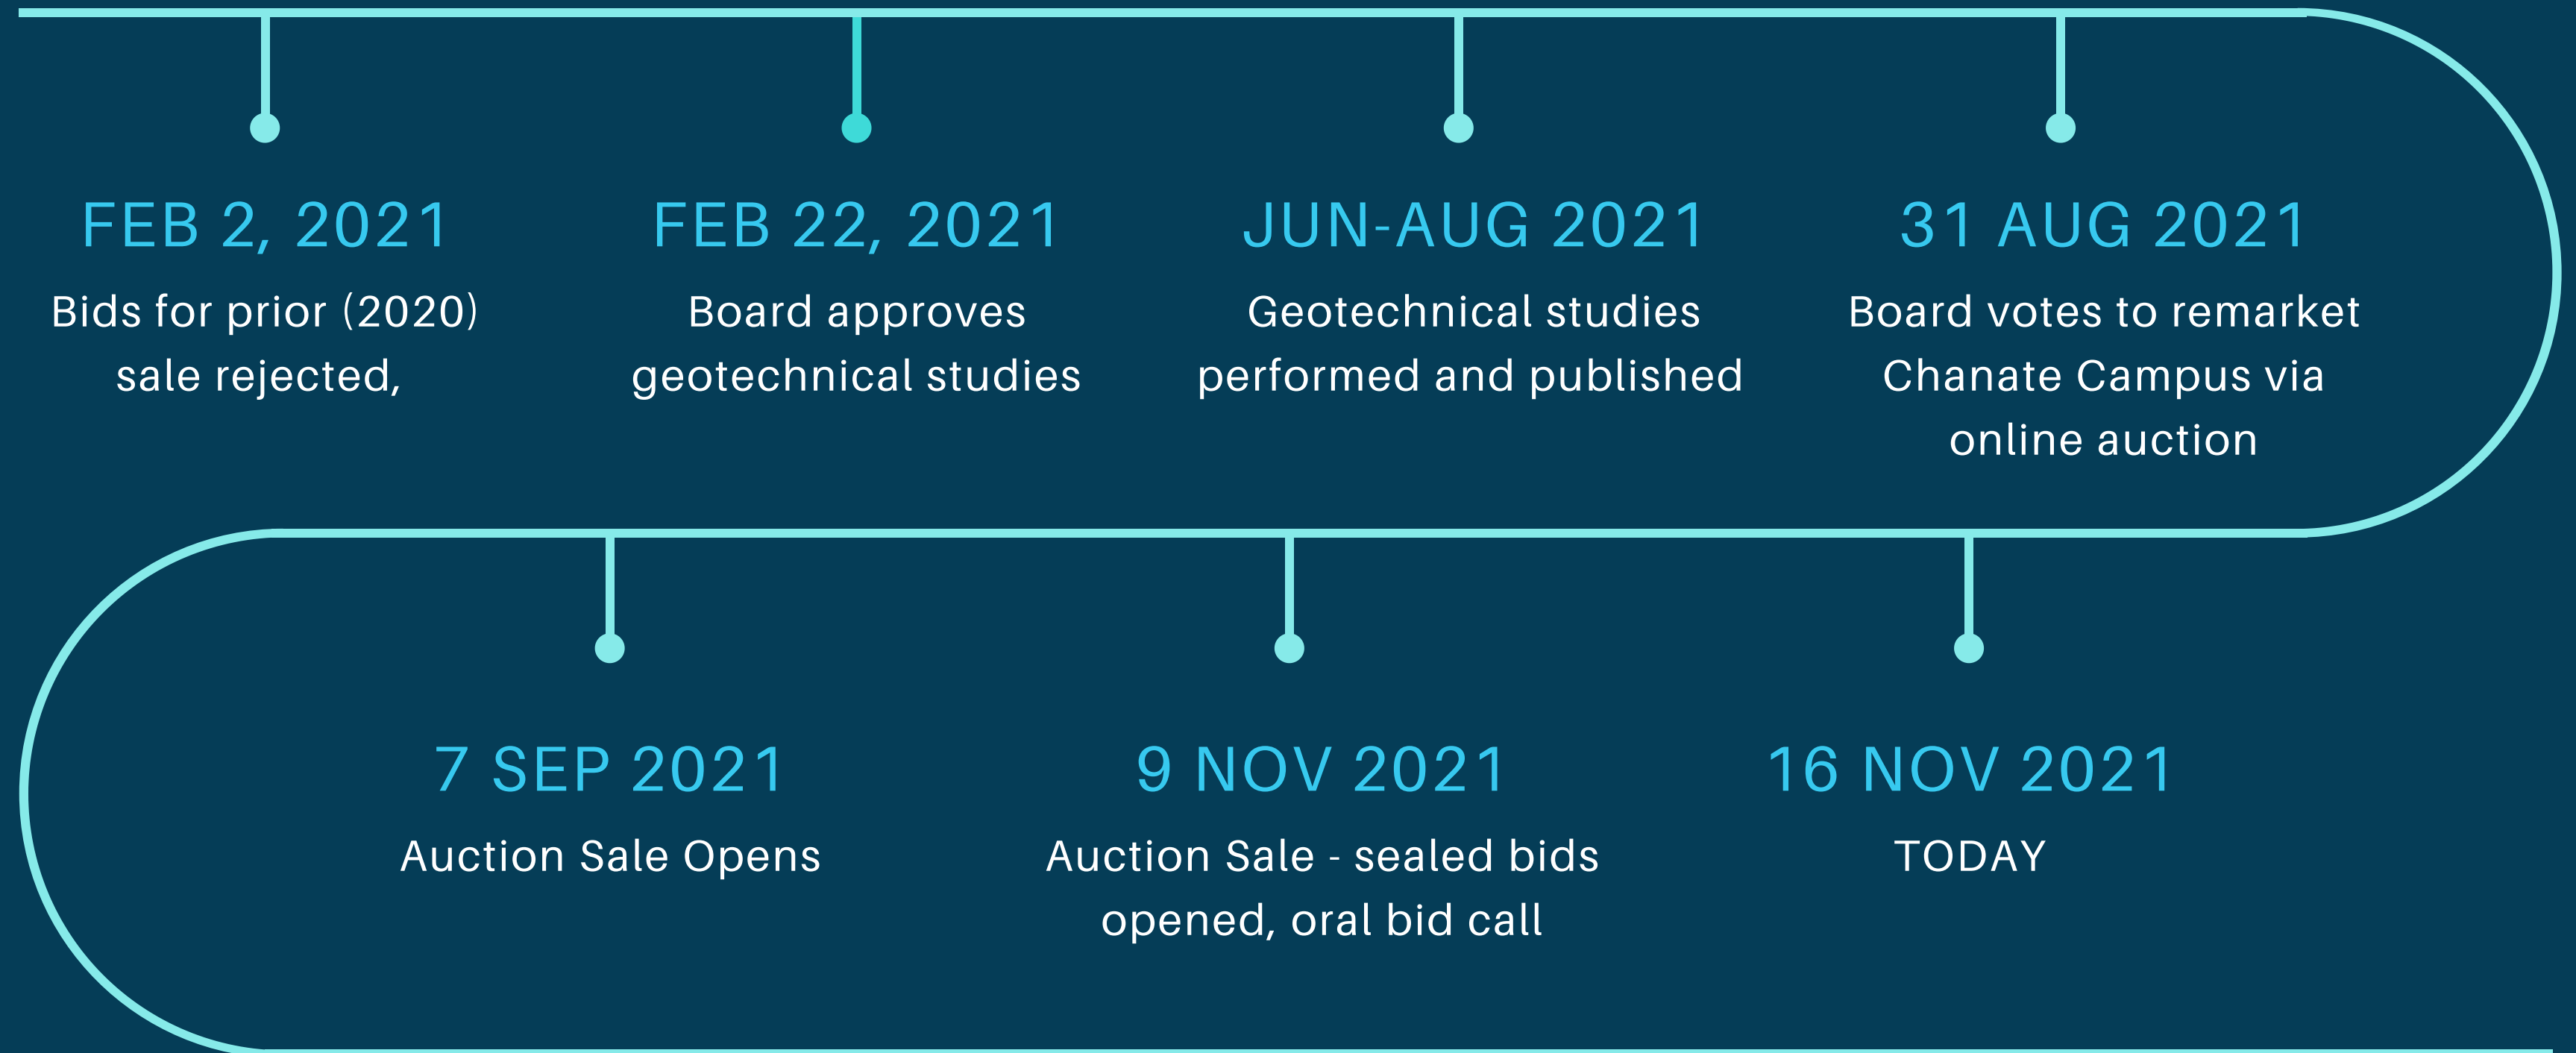 FEB 2, 2021
Bids for prior (2020)
sale rejected,
FEB 22, 2021
Board approves
geotechnical studies
JUN-AUG 2021
Geotechnical studies
performed and published
31 AUG 2021
Board votes to remarket
Chanate Campus via
online auction
7 SEP 2021
Auction Sale Opens
9 NOV 2021
Auction Sale - sealed bids
opened, oral bid call
16 NOV 2021
TODAY